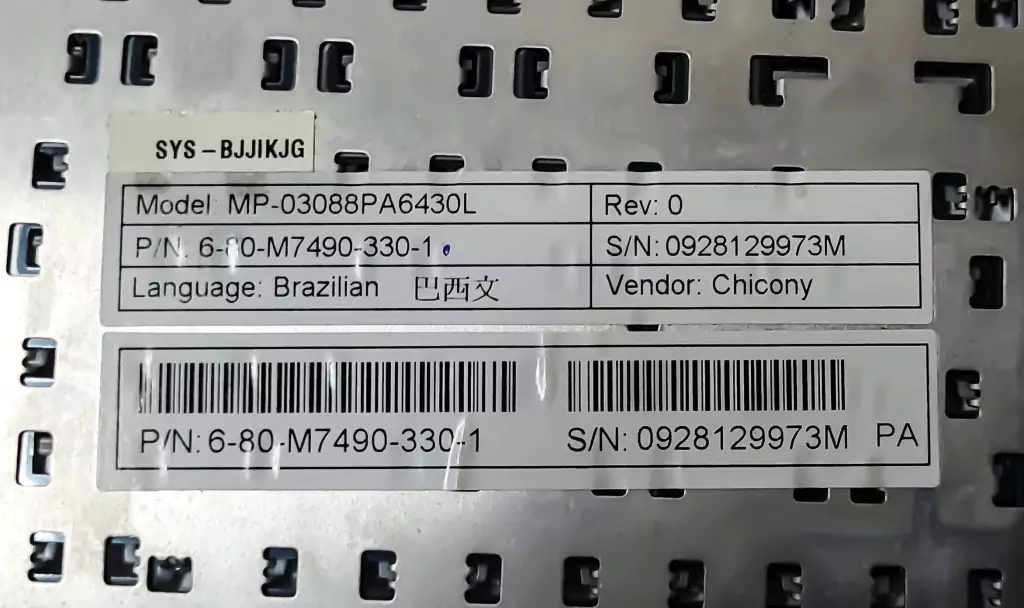 SYS-BJJIKJG
Model: MP-03088PA6430L Rev: 0
P/N: 6-80-M7490-330-1 S/N: 0928129973M
Language: Brazilian 巴西文 Vendor: Chicony
P/N: 6-80-M7490-330-1 S/N: 0928129973M PA